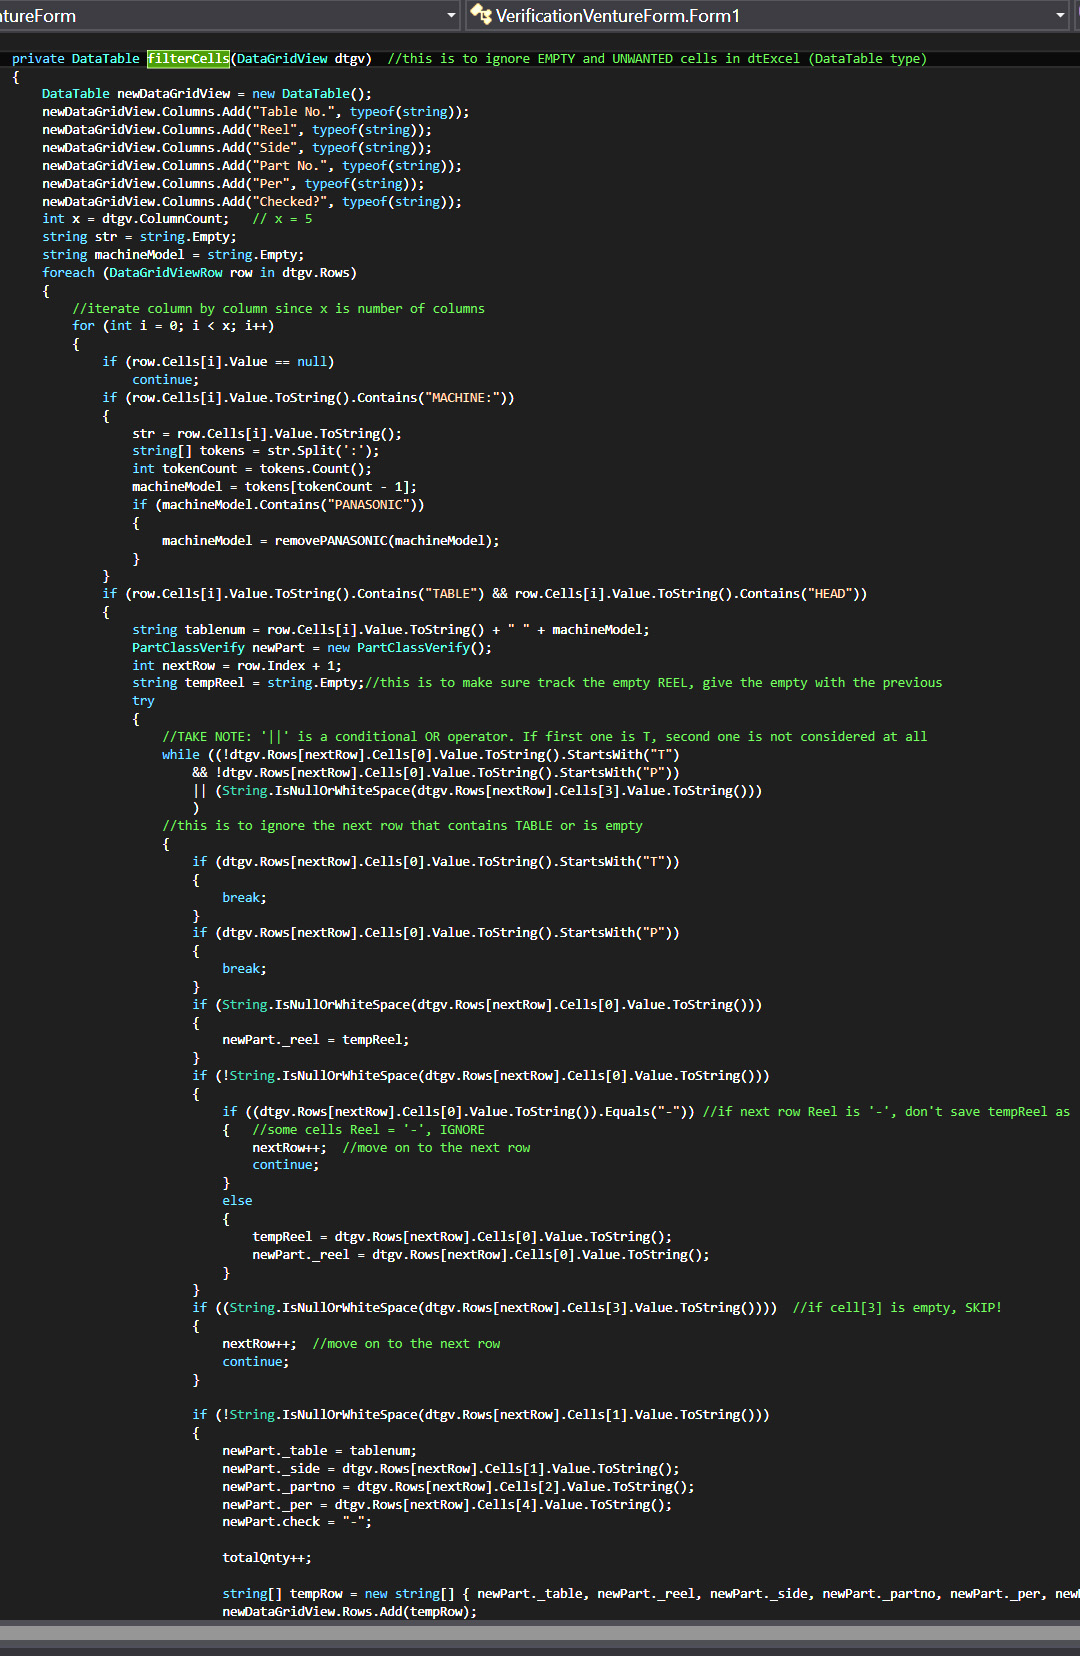 ntureForm VerificationVentureForm.Form1
private DataTable filterCells(DataGridView dtgv)  //this is to ignore EMPTY and UNWANTED cells in dtExcel (DataTable type)
{
    DataTable newDataGridView = new DataTable();
    newDataGridView.Columns.Add("Table No.", typeof(string));
    newDataGridView.Columns.Add("Reel", typeof(string));
    newDataGridView.Columns.Add("Side", typeof(string));
    newDataGridView.Columns.Add("Part No.", typeof(string));
    newDataGridView.Columns.Add("Per", typeof(string));
    newDataGridView.Columns.Add("Checked?", typeof(string));
    int x = dtgv.ColumnCount;   // x = 5
    string str = string.Empty;
    string machineModel = string.Empty;
    foreach (DataGridViewRow row in dtgv.Rows)
    {
        //iterate column by column since x is number of columns
        for (int i = 0; i < x; i++)
        {
            if (row.Cells[i].Value == null)
                continue;
            if (row.Cells[i].Value.ToString().Contains("MACHINE:"))
            {
                str = row.Cells[i].Value.ToString();
                string[] tokens = str.Split(':');
                int tokenCount = tokens.Count();
                machineModel = tokens[tokenCount - 1];
                if (machineModel.Contains("PANASONIC"))
                {
                    machineModel = removePANASONIC(machineModel);
                }
            }
            if (row.Cells[i].Value.ToString().Contains("TABLE") && row.Cells[i].Value.ToString().Contains("HEAD"))
            {
                string tablenum = row.Cells[i].Value.ToString() + " " + machineModel;
                PartClassVerify newPart = new PartClassVerify();
                int nextRow = row.Index + 1;
                string tempReel = string.Empty;//this is to make sure track the empty REEL, give the empty with the previous
                try
                {
                    //TAKE NOTE: '||' is a conditional OR operator. If first one is T, second one is not considered at all
                    while ((!dtgv.Rows[nextRow].Cells[0].Value.ToString().StartsWith("T")
                        && !dtgv.Rows[nextRow].Cells[0].Value.ToString().StartsWith("P"))
                        || (String.IsNullOrWhiteSpace(dtgv.Rows[nextRow].Cells[3].Value.ToString()))
                        )
                    //this is to ignore the next row that contains TABLE or is empty
                    {
                        if (dtgv.Rows[nextRow].Cells[0].Value.ToString().StartsWith("T"))
                        {
                            break;
                        }
                        if (dtgv.Rows[nextRow].Cells[0].Value.ToString().StartsWith("P"))
                        {
                            break;
                        }
                        if (String.IsNullOrWhiteSpace(dtgv.Rows[nextRow].Cells[0].Value.ToString()))
                        {
                            newPart._reel = tempReel;
                        }
                        if (!String.IsNullOrWhiteSpace(dtgv.Rows[nextRow].Cells[0].Value.ToString()))
                        {
                            if ((dtgv.Rows[nextRow].Cells[0].Value.ToString()).Equals("-")) //if next row Reel is '-', don't save tempReel as
                            {   //some cells Reel = '-', IGNORE
                                nextRow++;  //move on to the next row
                                continue;
                            }
                            else
                            {
                                tempReel = dtgv.Rows[nextRow].Cells[0].Value.ToString();
                                newPart._reel = dtgv.Rows[nextRow].Cells[0].Value.ToString();
                            }
                        }
                        if ((String.IsNullOrWhiteSpace(dtgv.Rows[nextRow].Cells[3].Value.ToString())))  //if cell[3] is empty, SKIP!
                        {
                            nextRow++;  //move on to the next row
                            continue;
                        }

                        if (!String.IsNullOrWhiteSpace(dtgv.Rows[nextRow].Cells[1].Value.ToString()))
                        {
                            newPart._table = tablenum;
                            newPart._side = dtgv.Rows[nextRow].Cells[1].Value.ToString();
                            newPart._partno = dtgv.Rows[nextRow].Cells[2].Value.ToString();
                            newPart._per = dtgv.Rows[nextRow].Cells[4].Value.ToString();
                            newPart.check = "-";

                            totalQnty++;

                            string[] tempRow = new string[] { newPart._table, newPart._reel, newPart._side, newPart._partno, newPart._per, new
                            newDataGridView.Rows.Add(tempRow);